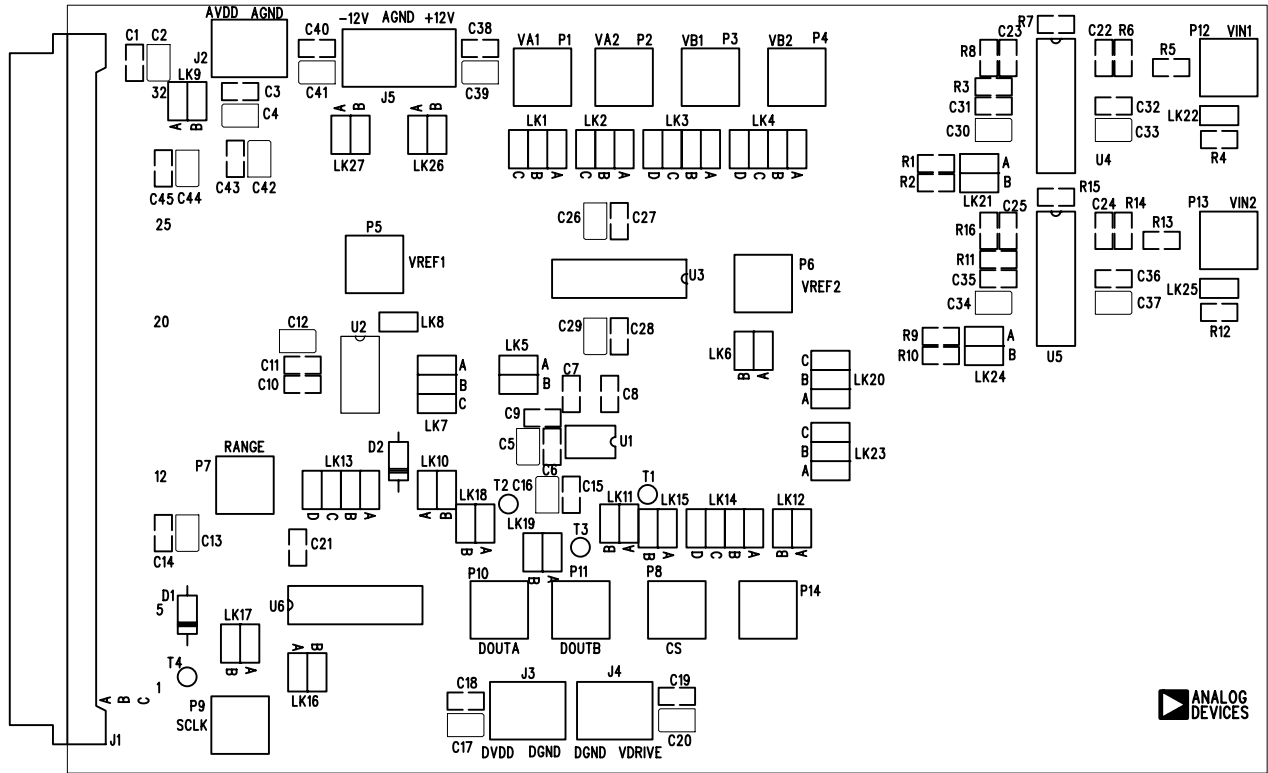 AVDD AGND
-12V AGND +12V
C1 C2
J2
C40 C38
VA1 P1
VA2 P2
VB1 P3
VB2 P4
R7
C23
R8
C22 R6
P12 VIN1
R5
LK9
32
C3
C4
C41
J5
C39
R3
C31
C30
C32
C33
LK22
R4
U4
A B
A B
LK27
A B
LK26
LK1
C B A
LK2
C B A
LK3
D C B A
LK4
D C B A
C45 C44
C43 C42
R1
R2
A
B
LK21
R15
25
C26 C27
R16
C25
C24 R14
P13 VIN2
R13
P5
VREF1
U3
P6
VREF2
R11
C35
C34
C36
C37
LK25
R12
20
C12
U2
LK8
C29 C28
C11
C10
LK5
A
B
A
B
C
LK7
LK6
B A
R9
R10
A
B
LK24
U5
C
B
A
LK20
C7
C8
C9
C5
C6
U1
C
B
A
LK23
12
P7
RANGE
LK13
D C B A
D2
LK10
A B
LK18
B A
T2
C16
C15
LK11
B A
T1
LK15
B A
LK14
D C B A
LK12
B A
LK19
B A
T3
C14
C13
C21
D1
5
LK17
B A
U6
P10
DOUTA
P11
DOUTB
P8
CS
P14
T4
1
A B
LK16
P9
SCLK
A B C
J1
C18
C17
J3
DVDD DGND
J4
DGND VDRIVE
C19
C20
ANALOG
DEVICES